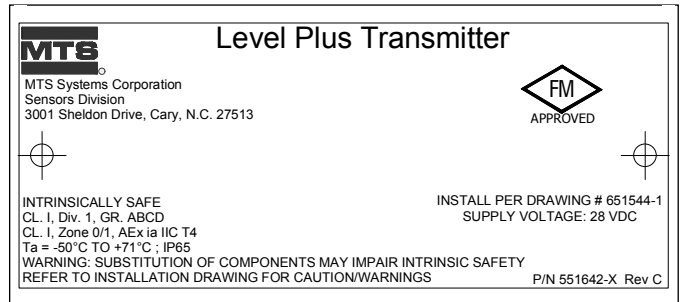 MTS
Level Plus Transmitter
MTS Systems Corporation
Sensors Division
3001 Sheldon Drive, Cary, N.C. 27513
FM
APPROVED
INTRINSICALLY SAFE
CL. I, Div. 1, GR. ABCD
CL. I, Zone 0/1, AEx ia IIC T4
Ta = -50°C TO +71°C ; IP65
INSTALL PER DRAWING # 651544-1
SUPPLY VOLTAGE: 28 VDC
WARNING: SUBSTITUTION OF COMPONENTS MAY IMPAIR INTRINSIC SAFETY
REFER TO INSTALLATION DRAWING FOR CAUTION/WARNINGS
P/N 551642-X Rev C